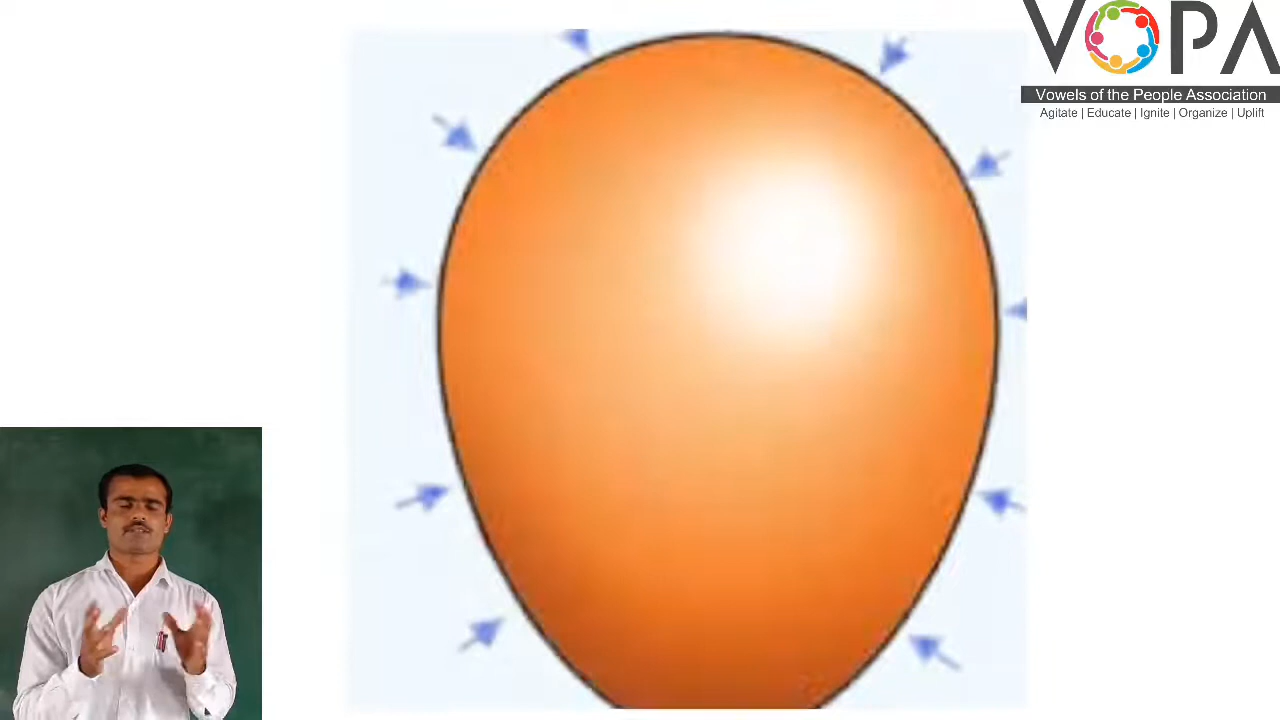 VOPA
Vowels of the People Association
Agitate | Educate | Ignite | Organize | Uplift